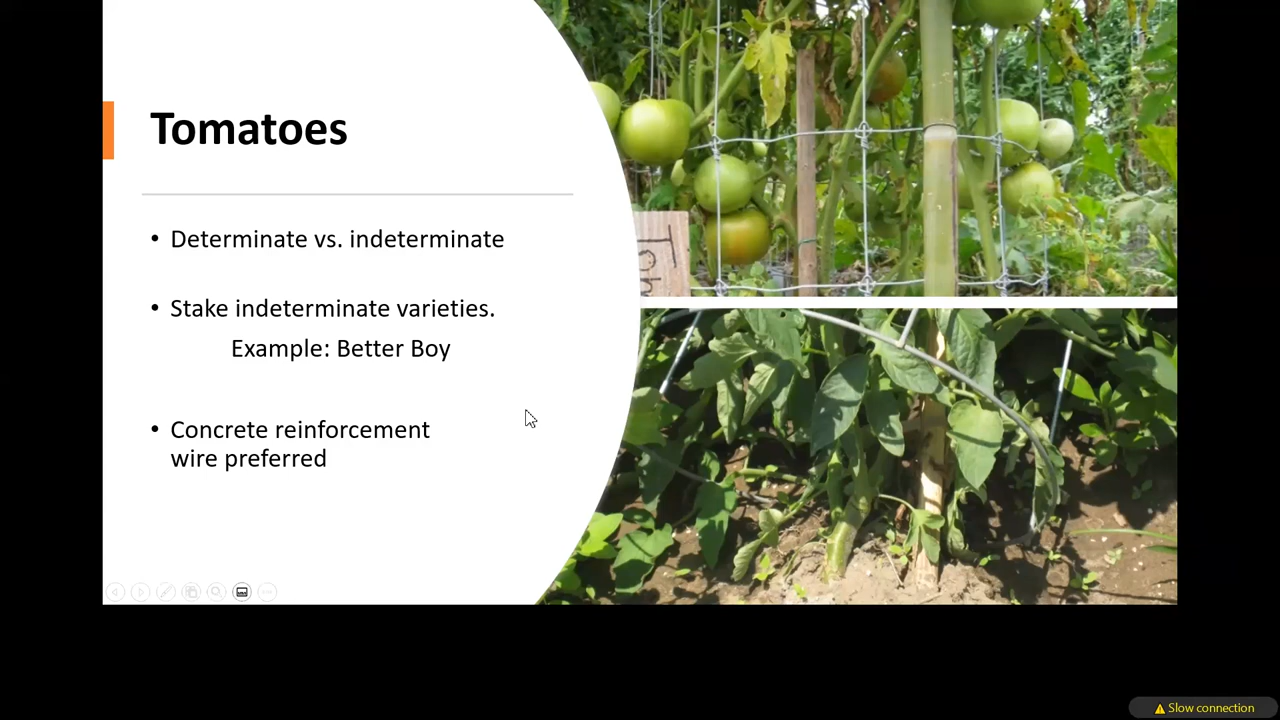 Tomatoes
• Determinate vs. indeterminate
• Stake indeterminate varieties.
Example: Better Boy
• Concrete reinforcement
wire preferred
Slow connection